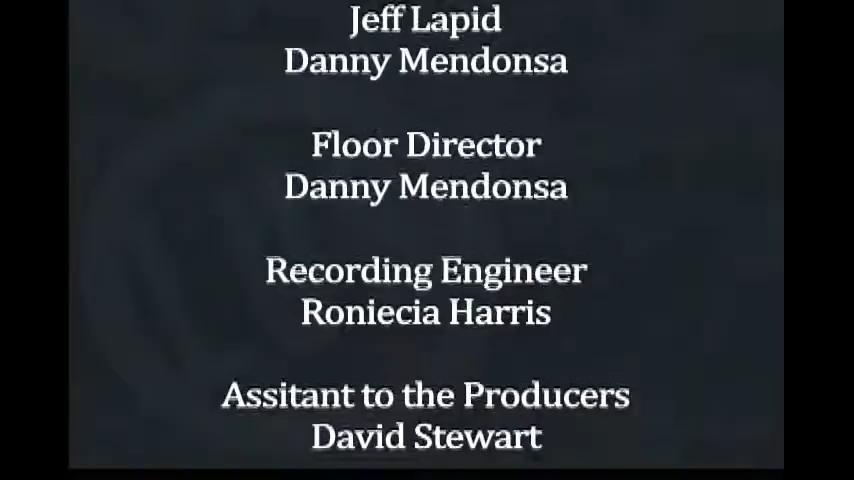 Jeff Lapid
Danny Mendonsa
Floor Director
Danny Mendonsa
Recording Engineer
Roniecia Harris
Assitant to the Producers
David Stewart